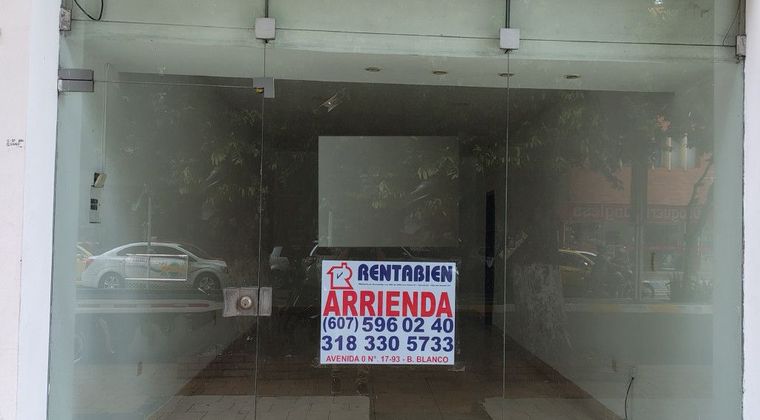 RENTABIEN
ARRIENDA
(607) 596 02 40
318 330 5733
AVENIDA 0 N°. 17-93 - B. BLANCO